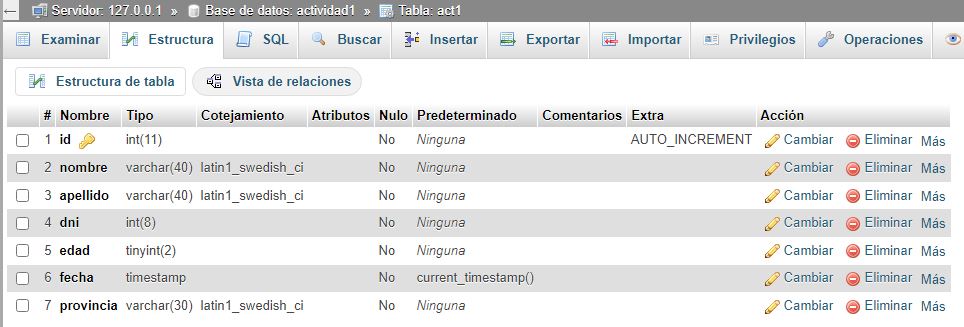 Servidor: 127.0.0.1 » Base de datos: actividad1 » Tabla: act1
Examinar Estructura SQL Buscar Insertar Exportar Importar Privilegios Operaciones
Estructura de tabla Vista de relaciones
# Nombre Tipo Cotejamiento Atributos Nulo Predeterminado Comentarios Extra Acción
1 id int(11) No Ninguna AUTO_INCREMENT Cambiar Eliminar Más
2 nombre varchar(40) latin1_swedish_ci No Ninguna Cambiar Eliminar Más
3 apellido varchar(40) latin1_swedish_ci No Ninguna Cambiar Eliminar Más
4 dni int(8) No Ninguna Cambiar Eliminar Más
5 edad tinyint(2) No Ninguna Cambiar Eliminar Más
6 fecha timestamp No current_timestamp() Cambiar Eliminar Más
7 provincia varchar(30) latin1_swedish_ci No Ninguna Cambiar Eliminar Más